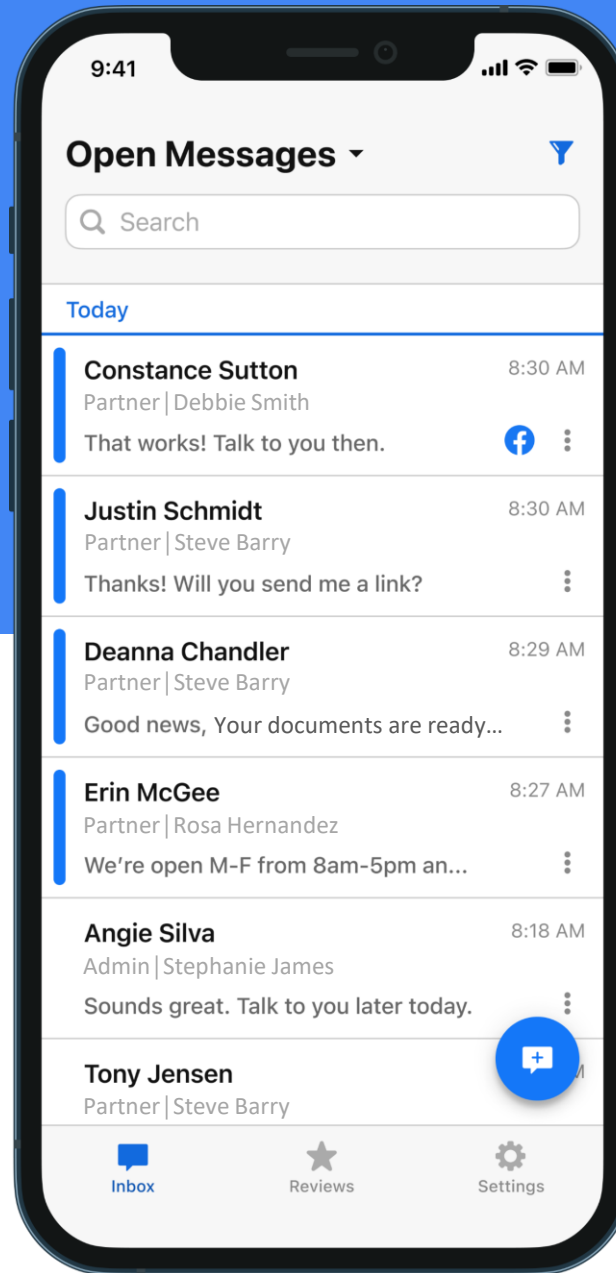 9:41
Open Messages
Search
Today
Constance Sutton 8:30 AM
Partner|Debbie Smith
That works! Talk to you then.
Justin Schmidt 8:30 AM
Partner|Steve Barry
Thanks! Will you send me a link?
Deanna Chandler 8:29 AM
Partner|Steve Barry
Good news, Your documents are ready...
Erin McGee 8:27 AM
Partner|Rosa Hernandez
We’re open M-F from 8am-5pm an...
Angie Silva 8:18 AM
Admin|Stephanie James
Sounds great. Talk to you later today.
Tony Jensen
Partner|Steve Barry
Inbox Reviews Settings